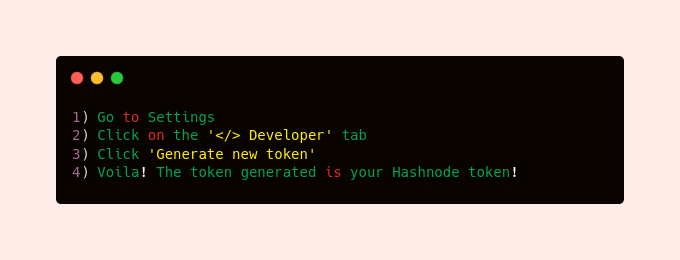 1) Go to Settings
2) Click on the '</> Developer' tab
3) Click 'Generate new token'
4) Voila! The token generated is your Hashnode token!